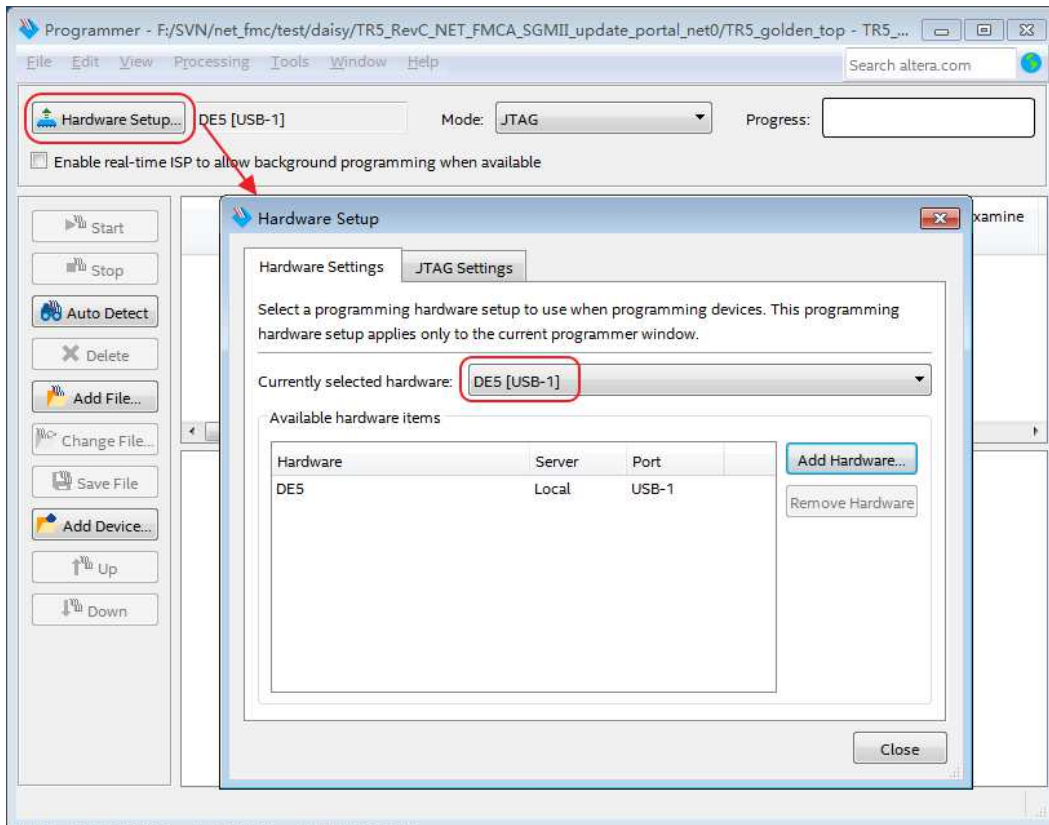 Programmer - F:/SVN/net_fmc/test/daisy/TR5_RevC_NET_FMCA_SGMII_update_portal_net0/TR5_golden_top - TR5_...
File Edit View Processing Tools Window Help
Search altera.com
Hardware Setup... DE5 [USB-1] Mode: JTAG Progress:
Enable real-time ISP to allow background programming when available
Start
Stop
Auto Detect
Delete
Add File...
Change File...
Save File
Add Device...
Up
Down
xamine
Hardware Setup
Hardware Settings JTAG Settings
Select a programming hardware setup to use when programming devices. This programming
hardware setup applies only to the current programmer window.
Currently selected hardware: DE5 [USB-1]
Available hardware items
Hardware Server Port
DE5 Local USB-1
Add Hardware...
Remove Hardware
Close